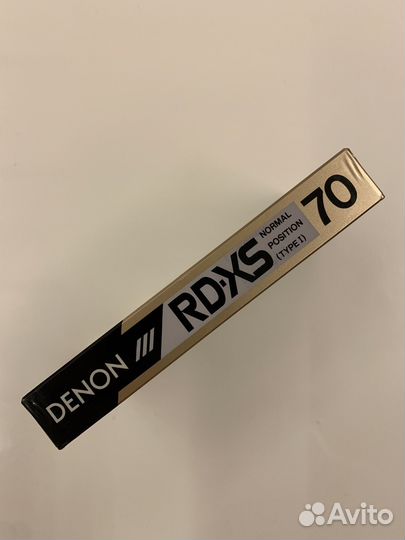 DENON /// RD·XS
NORMAL
POSITION
(TYPE I)
70
Avito